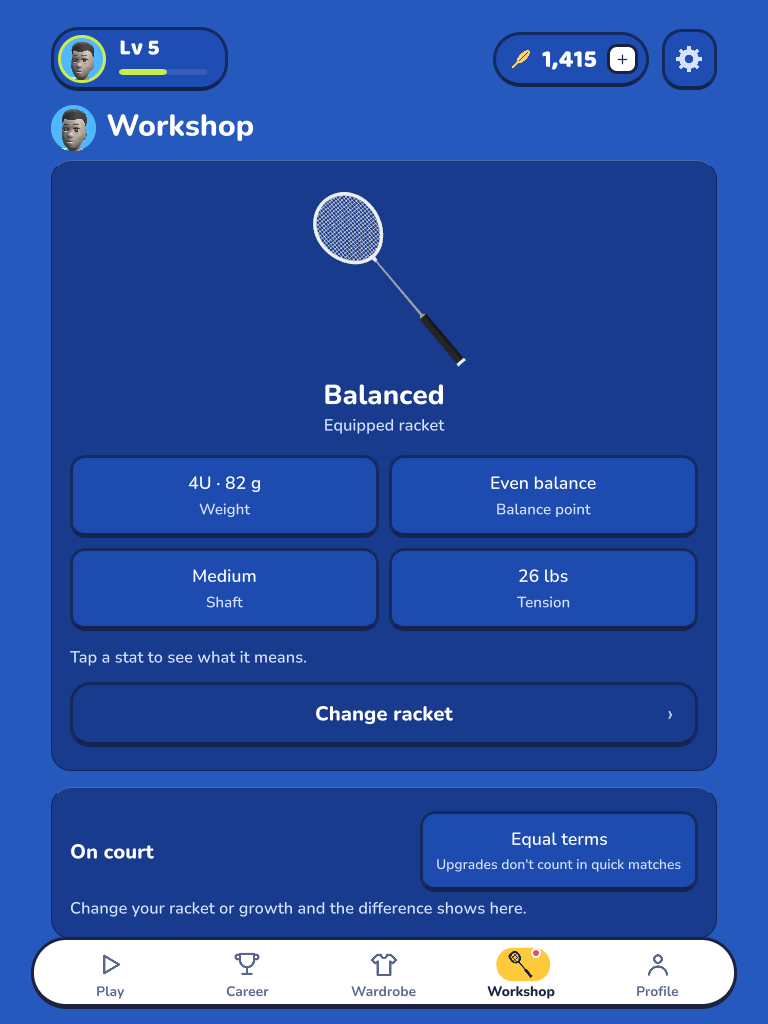 Lv 5
1,415
+
Workshop
Balanced
Equipped racket
4U · 82 g
Weight
Even balance
Balance point
Medium
Shaft
26 lbs
Tension
Tap a stat to see what it means.
Change racket ›
On court
Equal terms
Upgrades don't count in quick matches
Change your racket or growth and the difference shows here.
Play
Career
Wardrobe
Workshop
Profile